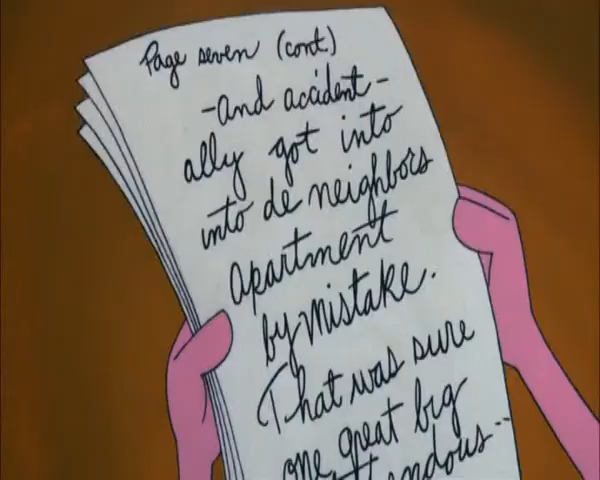 Page seven (cont)
-and accident-
ally got into
into de neighbors
apartment
by mistake.
That was sure
one great big